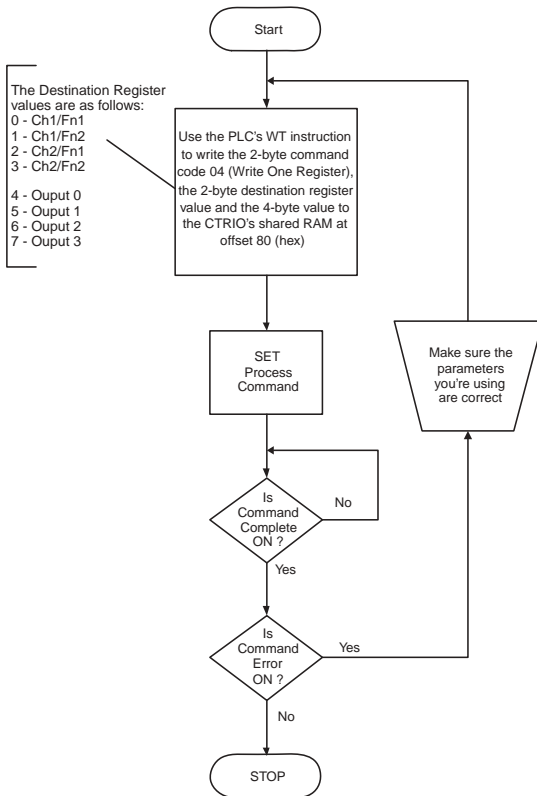 Start
The Destination Register
values are as follows:
0 - Ch1/Fn1
1 - Ch1/Fn2
2 - Ch2/Fn1
3 - Ch2/Fn2
4 - Ouput 0
5 - Ouput 1
6 - Ouput 2
7 - Ouput 3
Use the PLC's WT instruction
to write the 2-byte command
code 04 (Write One Register),
the 2-byte destination register
value and the 4-byte value to
the CTRIO's shared RAM at
offset 80 (hex)
SET
Process
Command
Make sure the
parameters
you're using
are correct
Is
Command
Complete
ON ?
No
Yes
Is
Command
Error
ON ?
Yes
No
STOP